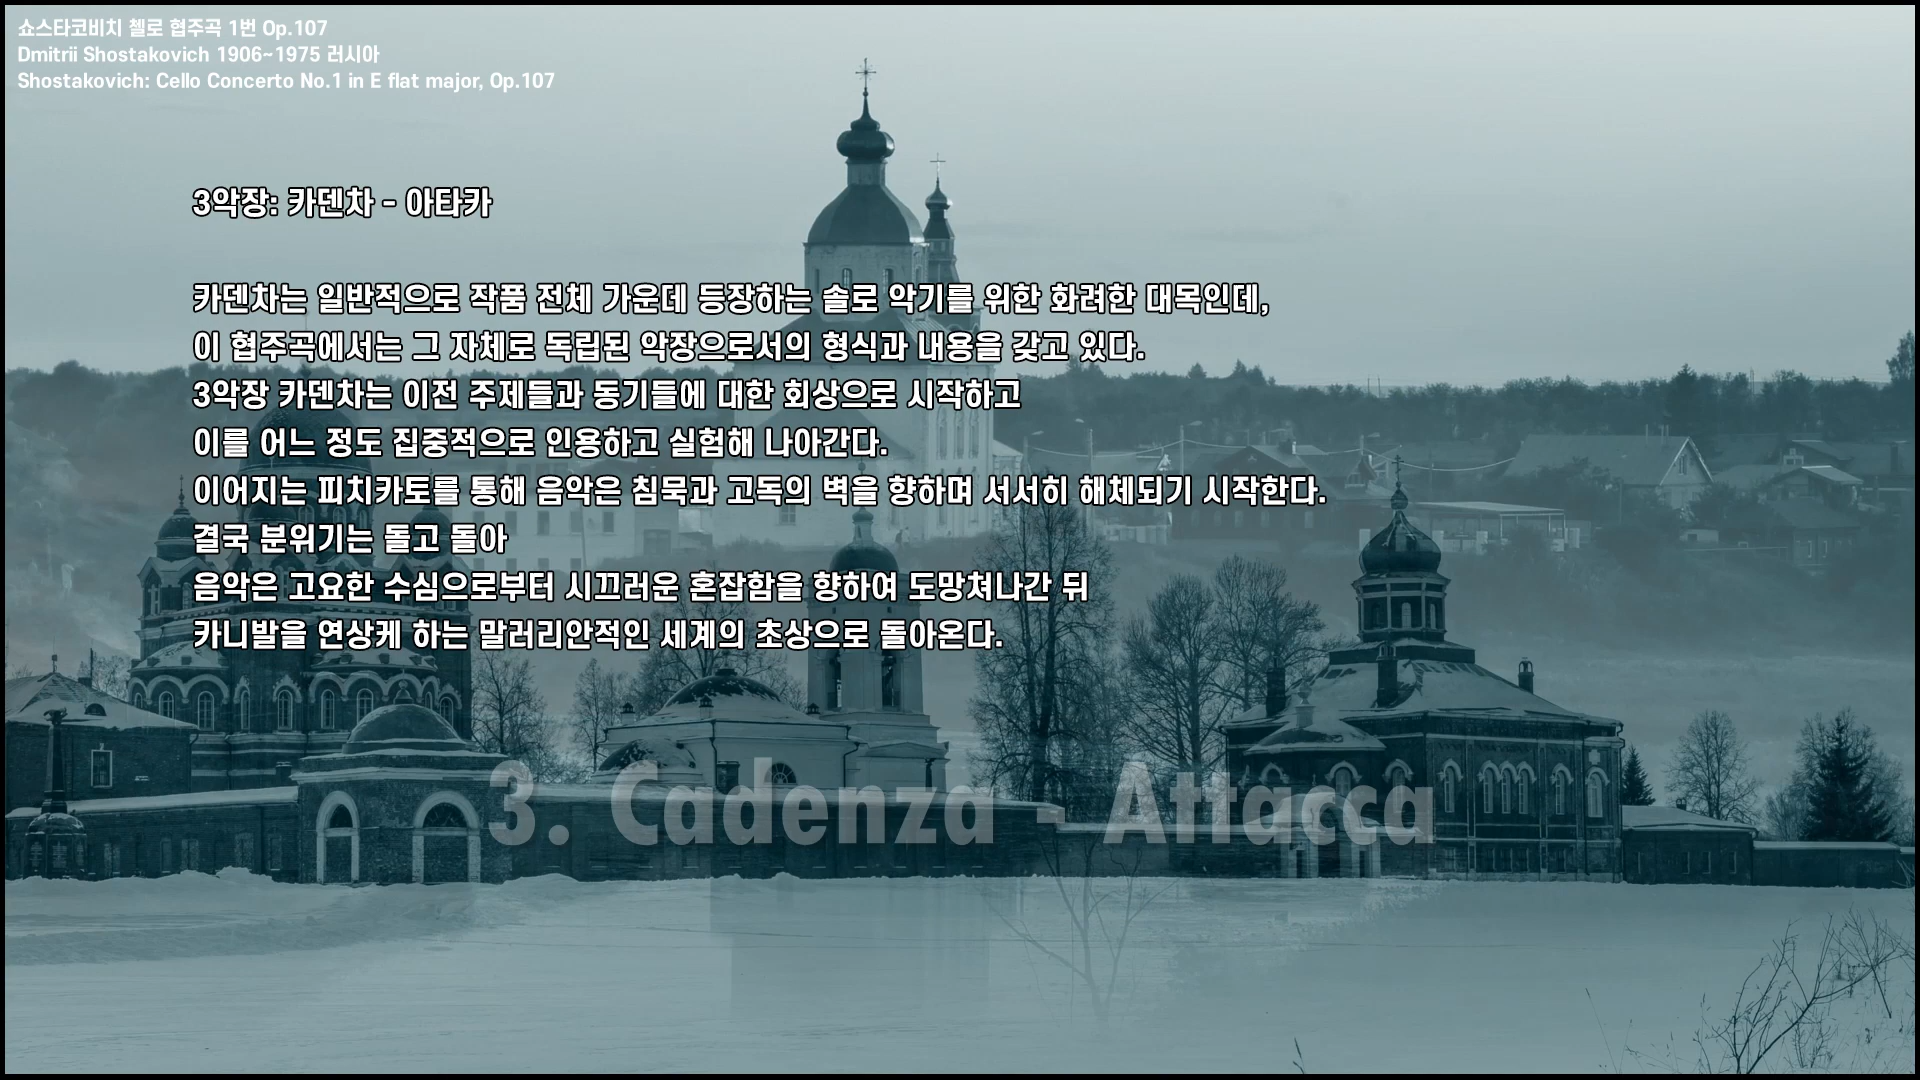 쇼스타코비치 첼로 협주곡 1번 Op.107
Dmitrii Shostakovich 1906~1975 러시아
Shostakovich: Cello Concerto No.1 in E flat major, Op.107
3악장: 카덴차 - 아타카
카덴차는 일반적으로 작품 전체 가운데 등장하는 솔로 악기를 위한 화려한 대목인데,
이 협주곡에서는 그 자체로 독립된 악장으로서의 형식과 내용을 갖고 있다.
3악장 카덴차는 이전 주제들과 동기들에 대한 회상으로 시작하고
이를 어느 정도 집중적으로 인용하고 실험해 나아간다.
이어지는 피치카토를 통해 음악은 침묵과 고독의 벽을 향하며 서서히 해체되기 시작한다.
결국 분위기는 돌고 돌아
음악은 고요한 수심으로부터 시끄러운 혼잡함을 향하여 도망쳐나간 뒤
카니발을 연상케 하는 말러리안적인 세계의 초상으로 돌아온다.
3. Cadenza - Attacca